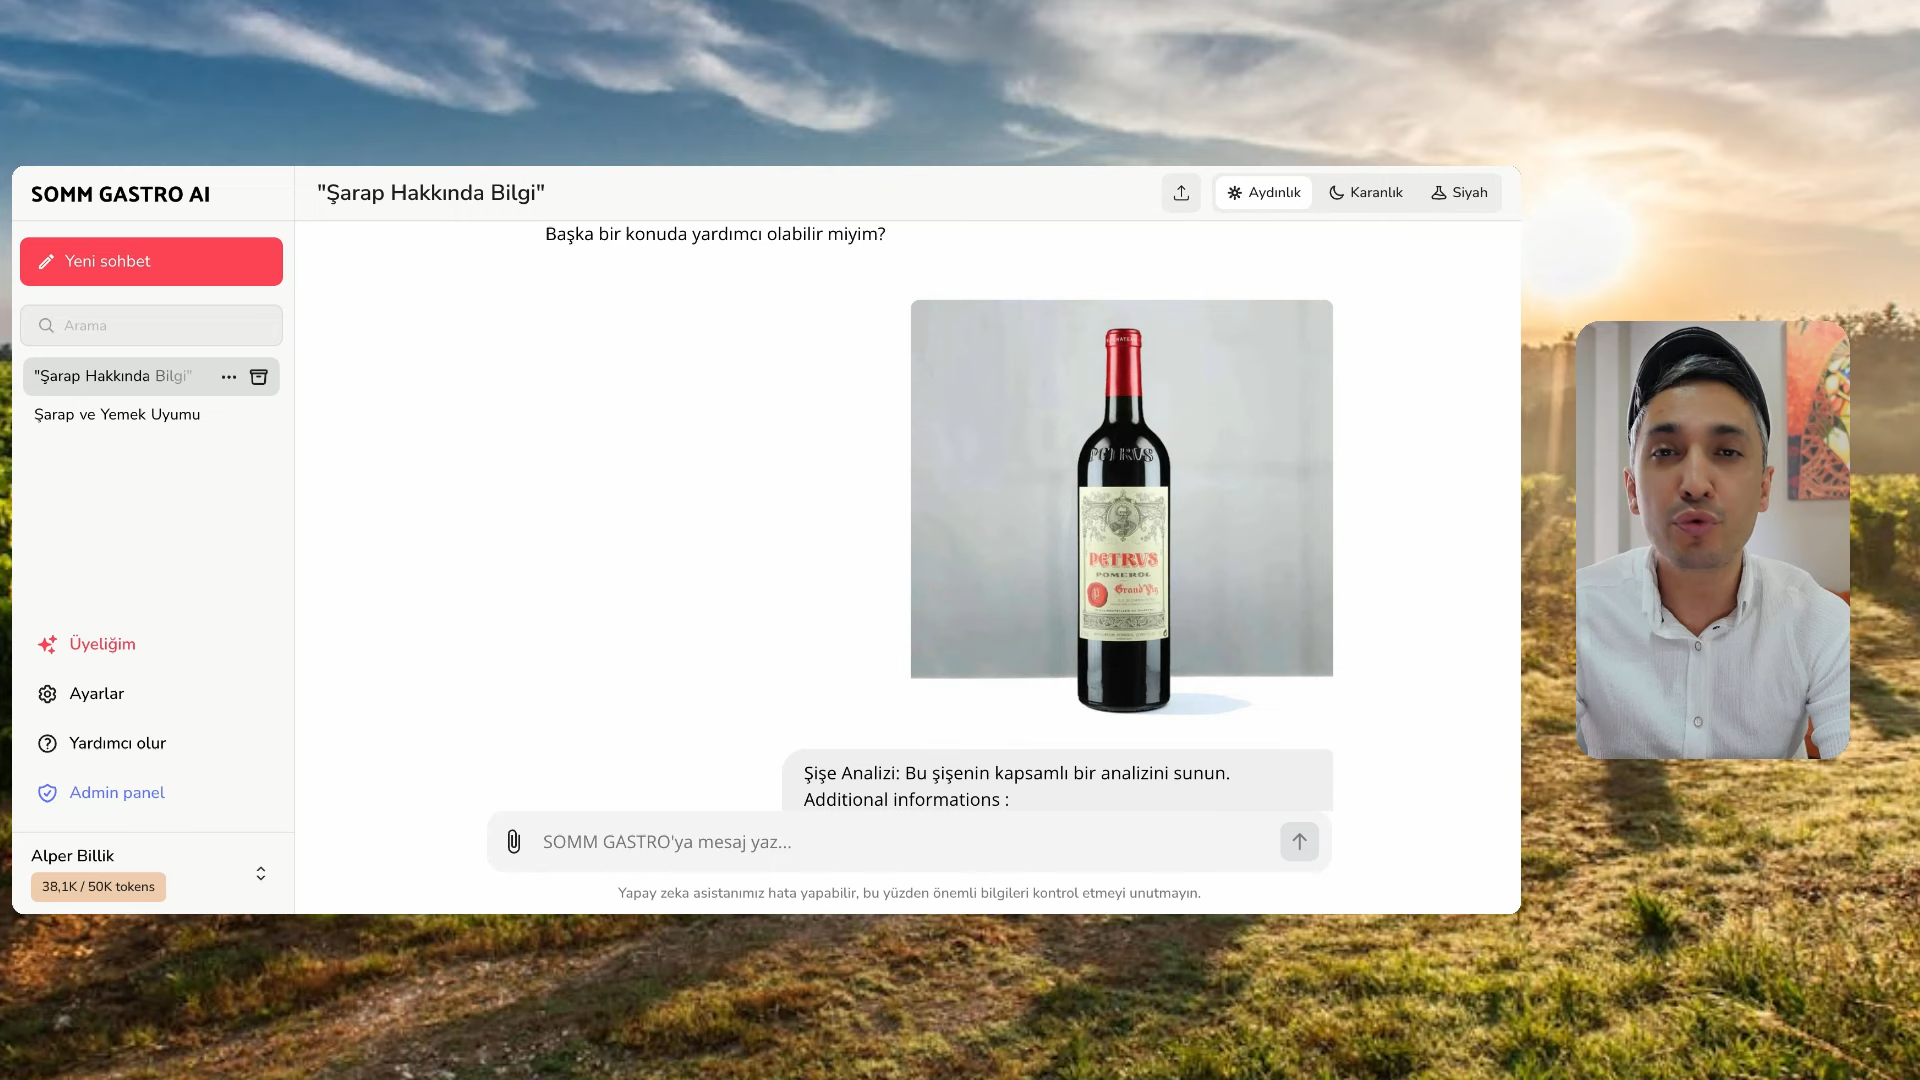 SOMM GASTRO AI
"Şarap Hakkında Bilgi"
Aydınlık
Karanlık
Siyah
Yeni sohbet
Arama
"Şarap Hakkında Bilgi"
Şarap ve Yemek Uyumu
Üyeliğim
Ayarlar
Yardımcı olur
Admin panel
Alper Billik
38,1K / 50K tokens
Başka bir konuda yardımcı olabilir miyim?
PETRVS
PETRVS
POMEROL
Grand Vin
Şişe Analizi: Bu şişenin kapsamlı bir analizini sunun.
Additional informations :
SOMM GASTRO'ya mesaj yaz...
Yapay zeka asistanımız hata yapabilir, bu yüzden önemli bilgileri kontrol etmeyi unutmayın.